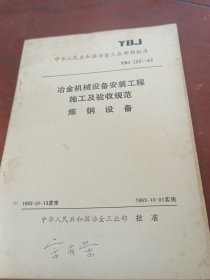 YBJ
中华人民共和国冶金工业部部标准
YBJ 202-83
冶金机械设备安装工程
施工及验收规范
炼钢设备
1983-01-13发布
1983-10-01实施
中华人民共和国冶金工业部 批准